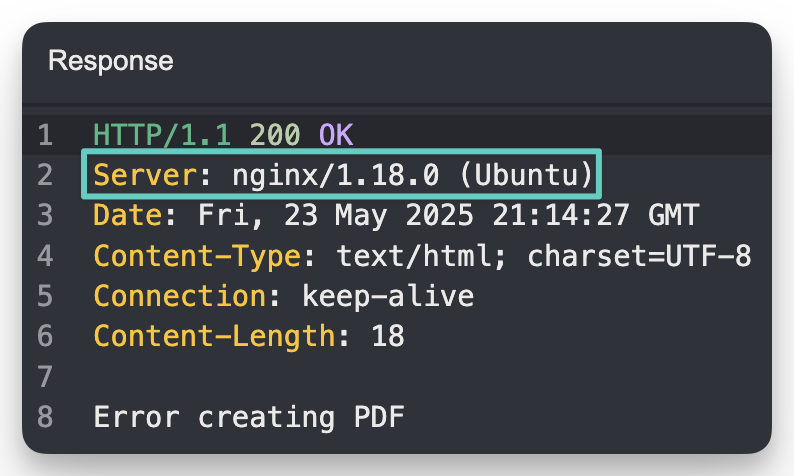 Response
1 HTTP/1.1 200 OK
2 Server: nginx/1.18.0 (Ubuntu)
3 Date: Fri, 23 May 2025 21:14:27 GMT
4 Content-Type: text/html; charset=UTF-8
5 Connection: keep-alive
6 Content-Length: 18
7
8 Error creating PDF